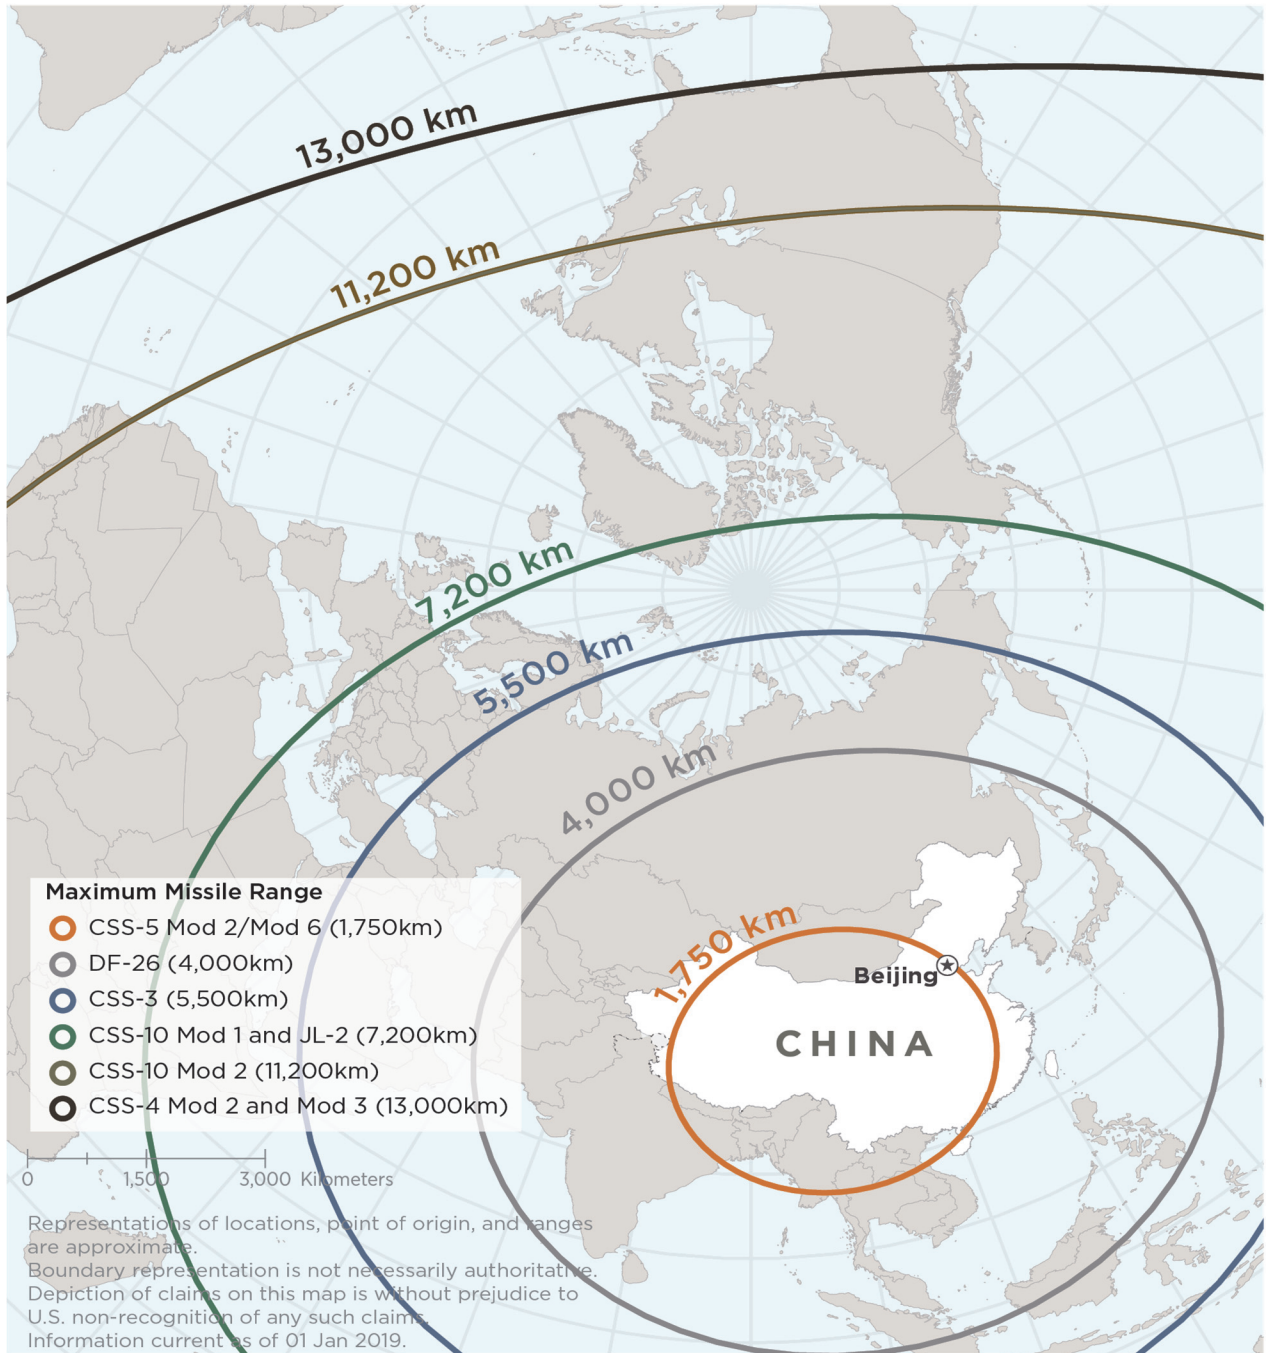 13,000 km
11,200 km
7,200 km
5,500 km
4,000 km
1,750 km
Beijing
CHINA
Maximum Missile Range
CSS-5 Mod 2/Mod 6 (1,750km)
DF-26 (4,000km)
CSS-3 (5,500km)
CSS-10 Mod 1 and JL-2 (7,200km)
CSS-10 Mod 2 (11,200km)
CSS-4 Mod 2 and Mod 3 (13,000km)
0 1,500 3,000 Kilometers
Representations of locations, point of origin, and ranges
are approximate.
Boundary representation is not necessarily authoritative.
Depiction of claims on this map is without prejudice to
U.S. non-recognition of any such claims.
Information current as of 01 Jan 2019.